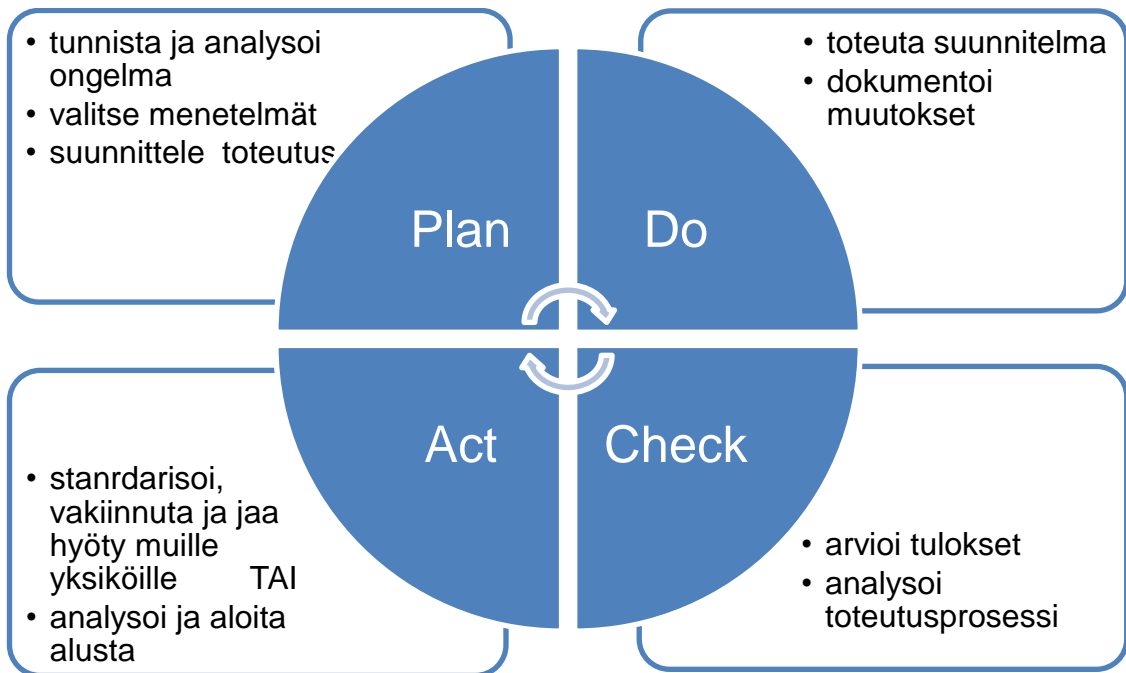 • tunnista ja analysoi
ongelma
• valitse menetelmät
• suunnittele toteutus
Plan
• toteuta suunnitelma
• dokumentoi
muutokset
Do
Act
• stanrdarisoi,
vakiinnuta ja jaa
hyöty muille
yksiköille TAI
• analysoi ja aloita
alusta
Check
• arvioi tulokset
• analysoi
toteutusprosessi